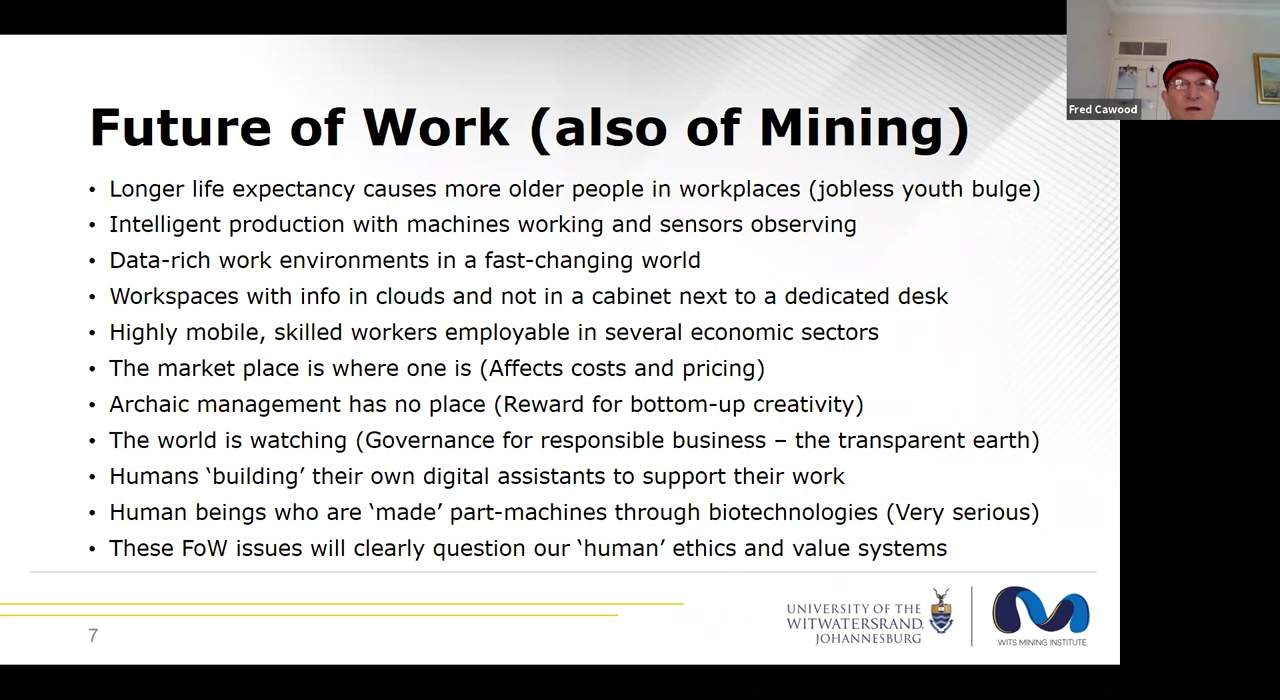 Fred Cawood
Future of Work (also of Mining)
• Longer life expectancy causes more older people in workplaces (jobless youth bulge)
• Intelligent production with machines working and sensors observing
• Data-rich work environments in a fast-changing world
• Workspaces with info in clouds and not in a cabinet next to a dedicated desk
• Highly mobile, skilled workers employable in several economic sectors
• The market place is where one is (Affects costs and pricing)
• Archaic management has no place (Reward for bottom-up creativity)
• The world is watching (Governance for responsible business – the transparent earth)
• Humans ‘building’ their own digital assistants to support their work
• Human beings who are ‘made’ part-machines through biotechnologies (Very serious)
• These FoW issues will clearly question our ‘human’ ethics and value systems
7
UNIVERSITY OF THE
WITWATERSRAND,
JOHANNESBURG
WITS MINING INSTITUTE